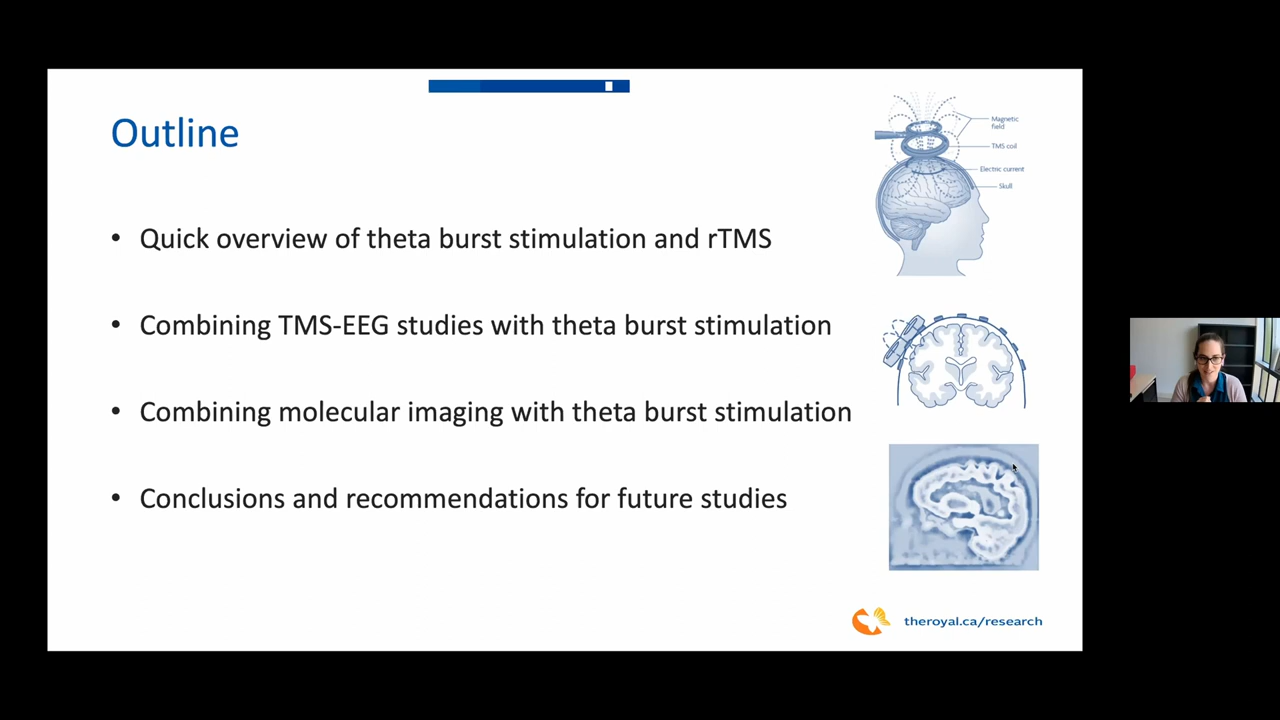 Outline
• Quick overview of theta burst stimulation and rTMS
• Combining TMS-EEG studies with theta burst stimulation
• Combining molecular imaging with theta burst stimulation
• Conclusions and recommendations for future studies
Magnetic
field
TMS coil
Electric current
Skull
theroyal.ca/research